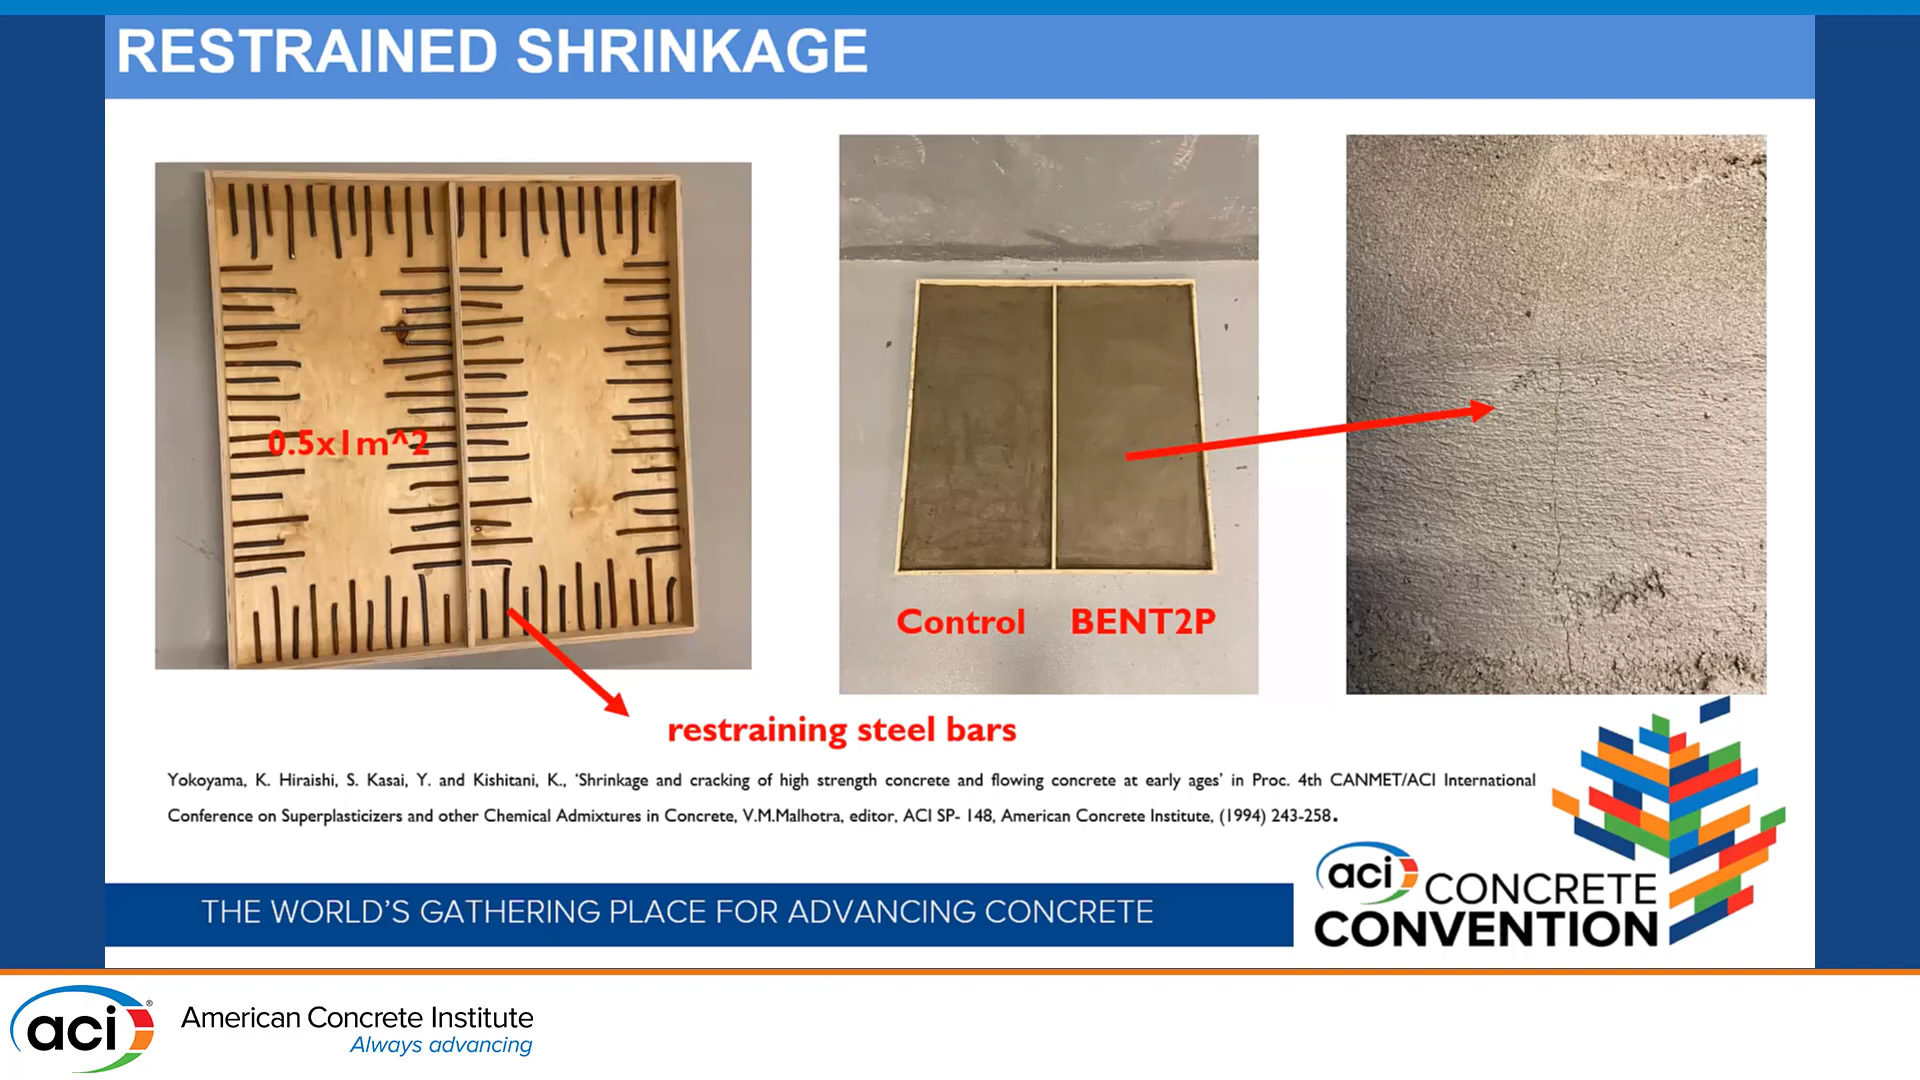 RESTRAINED SHRINKAGE
0.5x1m^2
Control BENT2P
restraining steel bars
Yokoyama, K. Hiraishi, S. Kasai, Y. and Kishitani, K., ‘Shrinkage and cracking of high strength concrete and flowing concrete at early ages’ in Proc. 4th CANMET/ACI International
Conference on Superplasticizers and other Chemical Admixtures in Concrete, V.M.Malhotra, editor, ACI SP- 148, American Concrete Institute, (1994) 243-258.
THE WORLD’S GATHERING PLACE FOR ADVANCING CONCRETE
aci CONCRETE
CONVENTION
aci® American Concrete Institute
Always advancing